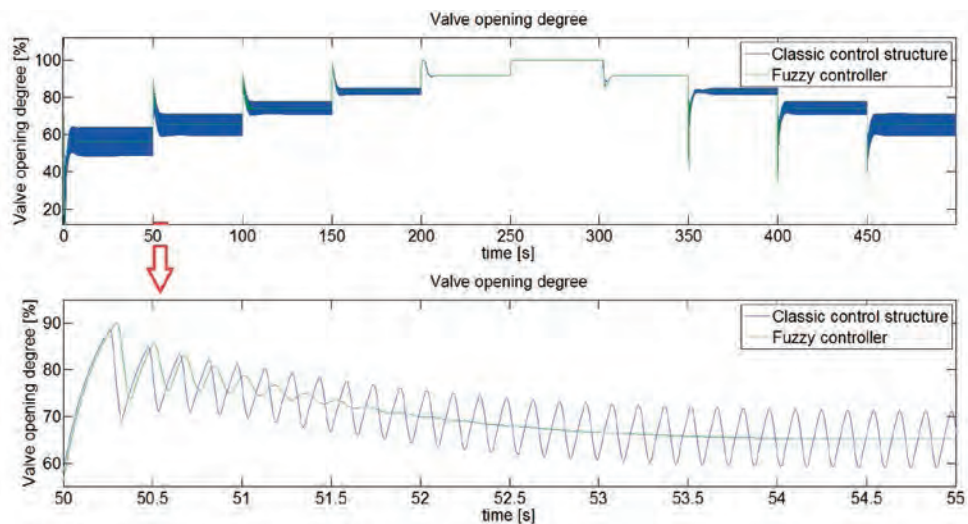 Valve opening degree
Valve opening degree [%]
100
80
60
40
20
Classic control structure
Fuzzy controller
0 50 100 150 200 250 300 350 400 450
time [s]
Valve opening degree
Valve opening degree [%]
90
80
70
60
Classic control structure
Fuzzy controller
50 50.5 51 51.5 52 52.5 53 53.5 54 54.5 55
time [s]